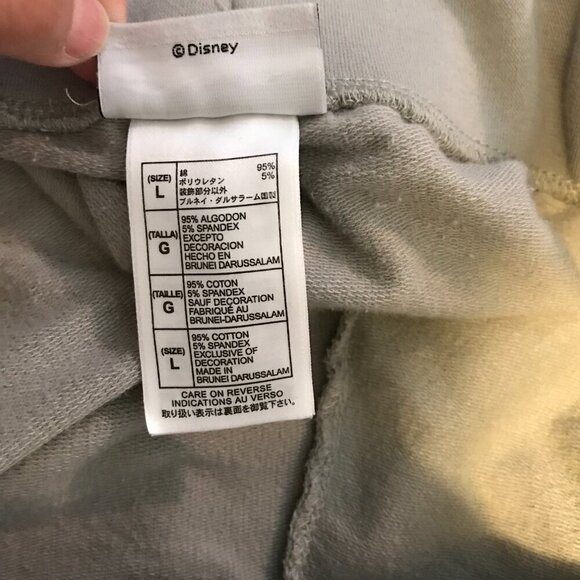 ©Disney
(SIZE) L
綿 95%
ポリウレタン 5%
装飾部分以外
ブルネイ・ダルサラーム国製
(TALLA) G
95% ALGODON
5% SPANDEX
EXCEPTO
DECORACION
HECHO EN
BRUNEI DARUSSALAM
(TAILLE) G
95% COTON
5% SPANDEX
SAUF DECORATION
FABRIQUÉ AU
BRUNEI-DARUSSALAM
(SIZE) L
95% COTTON
5% SPANDEX
EXCLUSIVE OF
DECORATION
MADE IN
BRUNEI DARUSSALAM
CARE ON REVERSE
INDICATIONS AU VERSO
取り扱い表示は裏面を御覧下さい。